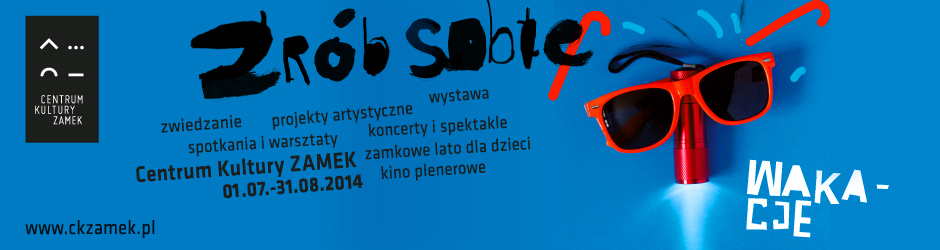 CENTRUM
KULTURY
ZAMEK
Zrób sobie
wystawa
zwiedzanie
projekty artystyczne
spotkania i warsztaty
koncerty i spektakle
Centrum Kultury ZAMEK
zamkowe lato dla dzieci
01.07.-31.08.2014
kino plenerowe
WAKA-
CJE
www.ckzamek.pl